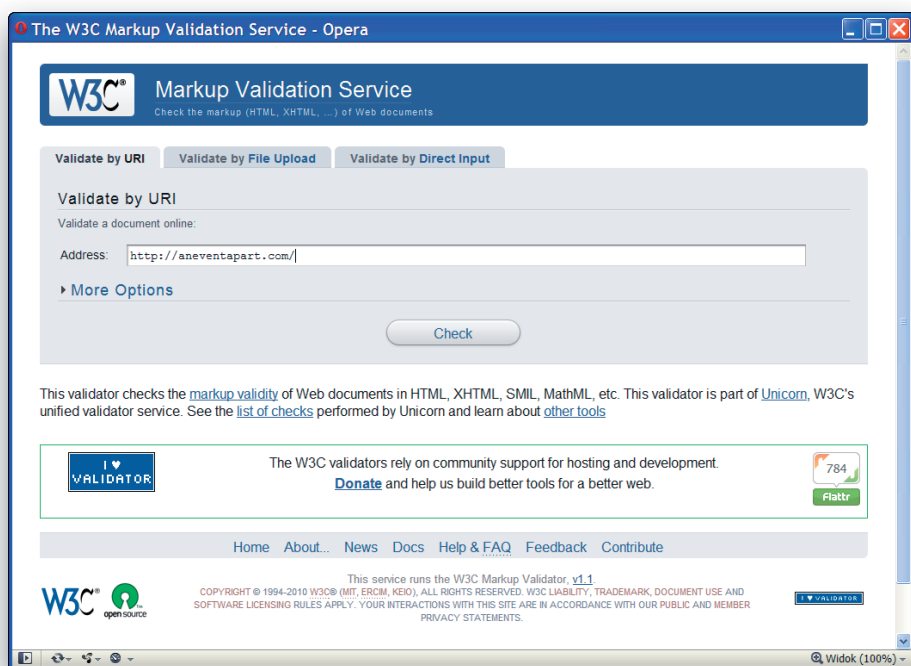 The W3C Markup Validation Service - Opera
W3C® Markup Validation Service
Check the markup (HTML, XHTML, …) of Web documents
Validate by URI Validate by File Upload Validate by Direct Input
Validate by URI
Validate a document online:
Address: http://aneventapart.com/
More Options
Check
This validator checks the markup validity of Web documents in HTML, XHTML, SMIL, MathML, etc. This validator is part of Unicorn, W3C's
unified validator service. See the list of checks performed by Unicorn and learn about other tools
I ♥
VALIDATOR
The W3C validators rely on community support for hosting and development.
Donate and help us build better tools for a better web.
784
Flattr
Home About... News Docs Help & FAQ Feedback Contribute
This service runs the W3C Markup Validator, v1.1.
COPYRIGHT © 1994-2010 W3C® (MIT, ERCIM, KEIO), ALL RIGHTS RESERVED. W3C LIABILITY, TRADEMARK, DOCUMENT USE AND
SOFTWARE LICENSING RULES APPLY. YOUR INTERACTIONS WITH THIS SITE ARE IN ACCORDANCE WITH OUR PUBLIC AND MEMBER
PRIVACY STATEMENTS.
W3C® open source
I ♥ VALIDATOR
Widok (100%)